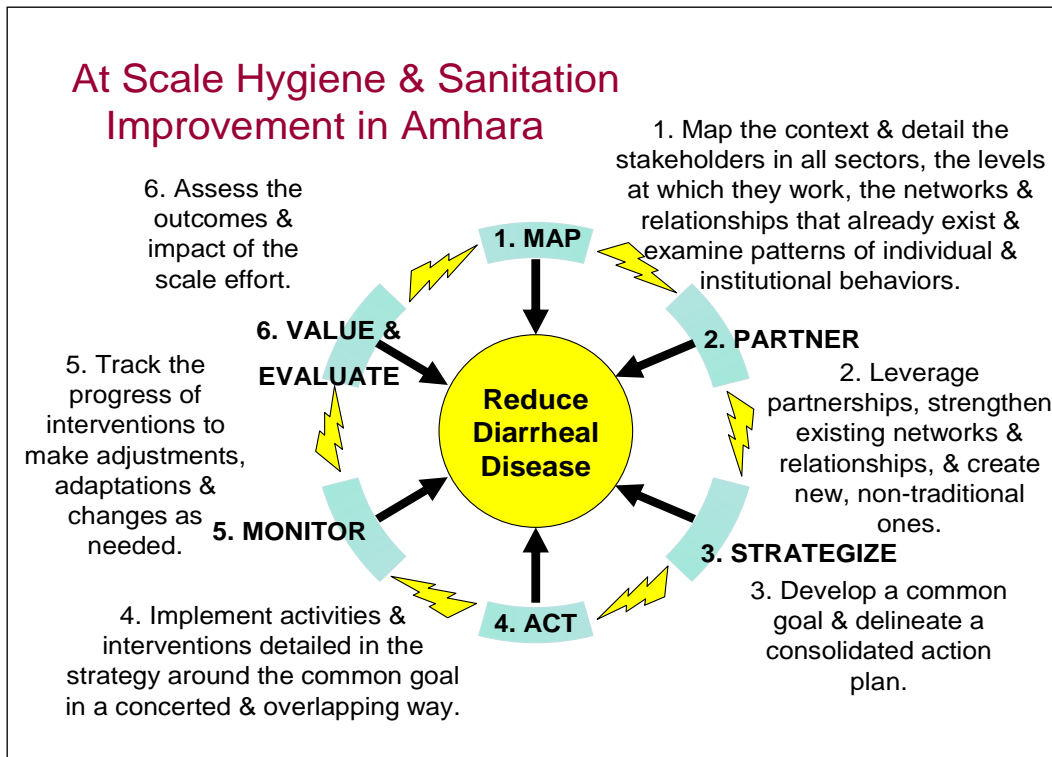 At Scale Hygiene & Sanitation
Improvement in Amhara
1. Map the context & detail the
stakeholders in all sectors, the levels
at which they work, the networks &
relationships that already exist &
examine patterns of individual &
institutional behaviors.
6. Assess the
outcomes &
impact of the
scale effort.
1. MAP
6. VALUE &
EVALUATE
2. PARTNER
5. Track the
progress of
interventions to
make adjustments,
adaptations &
changes as
needed.
Reduce
Diarrheal
Disease
2. Leverage
partnerships, strengthen
existing networks &
relationships, & create
new, non-traditional
ones.
5. MONITOR
3. STRATEGIZE
4. ACT
3. Develop a common
goal & delineate a
consolidated action
plan.
4. Implement activities &
interventions detailed in the
strategy around the common goal
in a concerted & overlapping way.